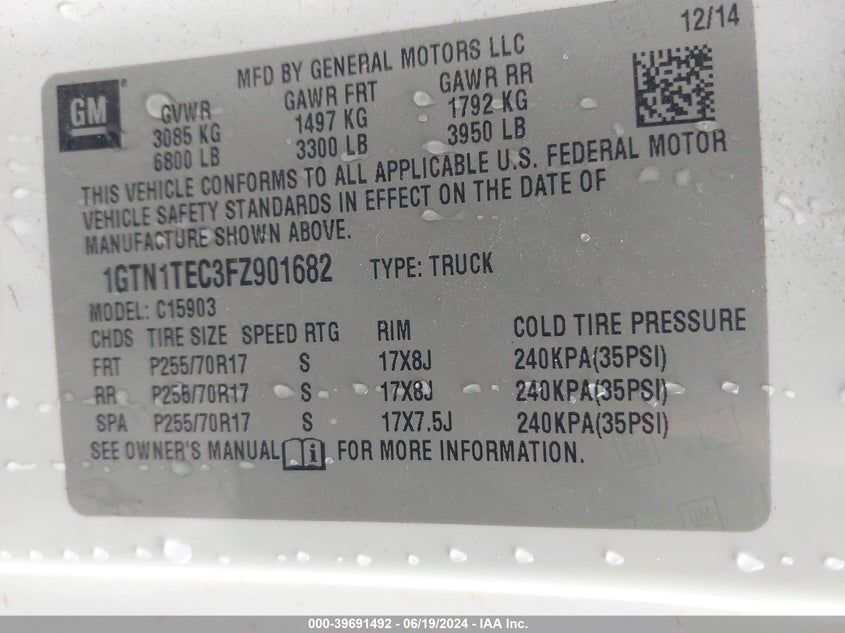 12/14
MFD BY GENERAL MOTORS LLC
GM
GVWR GAWR FRT GAWR RR
3085 KG 1497 KG 1792 KG
6800 LB 3300 LB 3950 LB
THIS VEHICLE CONFORMS TO ALL APPLICABLE U.S. FEDERAL MOTOR
VEHICLE SAFETY STANDARDS IN EFFECT ON THE DATE OF
MANUFACTURE SHOWN ABOVE.
1GTN1TEC3FZ901682 TYPE: TRUCK
MODEL: C15903
CHDS TIRE SIZE SPEED RTG RIM COLD TIRE PRESSURE
FRT P255/70R17 S 17X8J 240KPA(35PSI)
RR P255/70R17 S 17X8J 240KPA(35PSI)
SPA P255/70R17 S 17X7.5J 240KPA(35PSI)
SEE OWNER'S MANUAL i FOR MORE INFORMATION.
GM
000-39691492 - 06/19/2024 - IAA Inc.